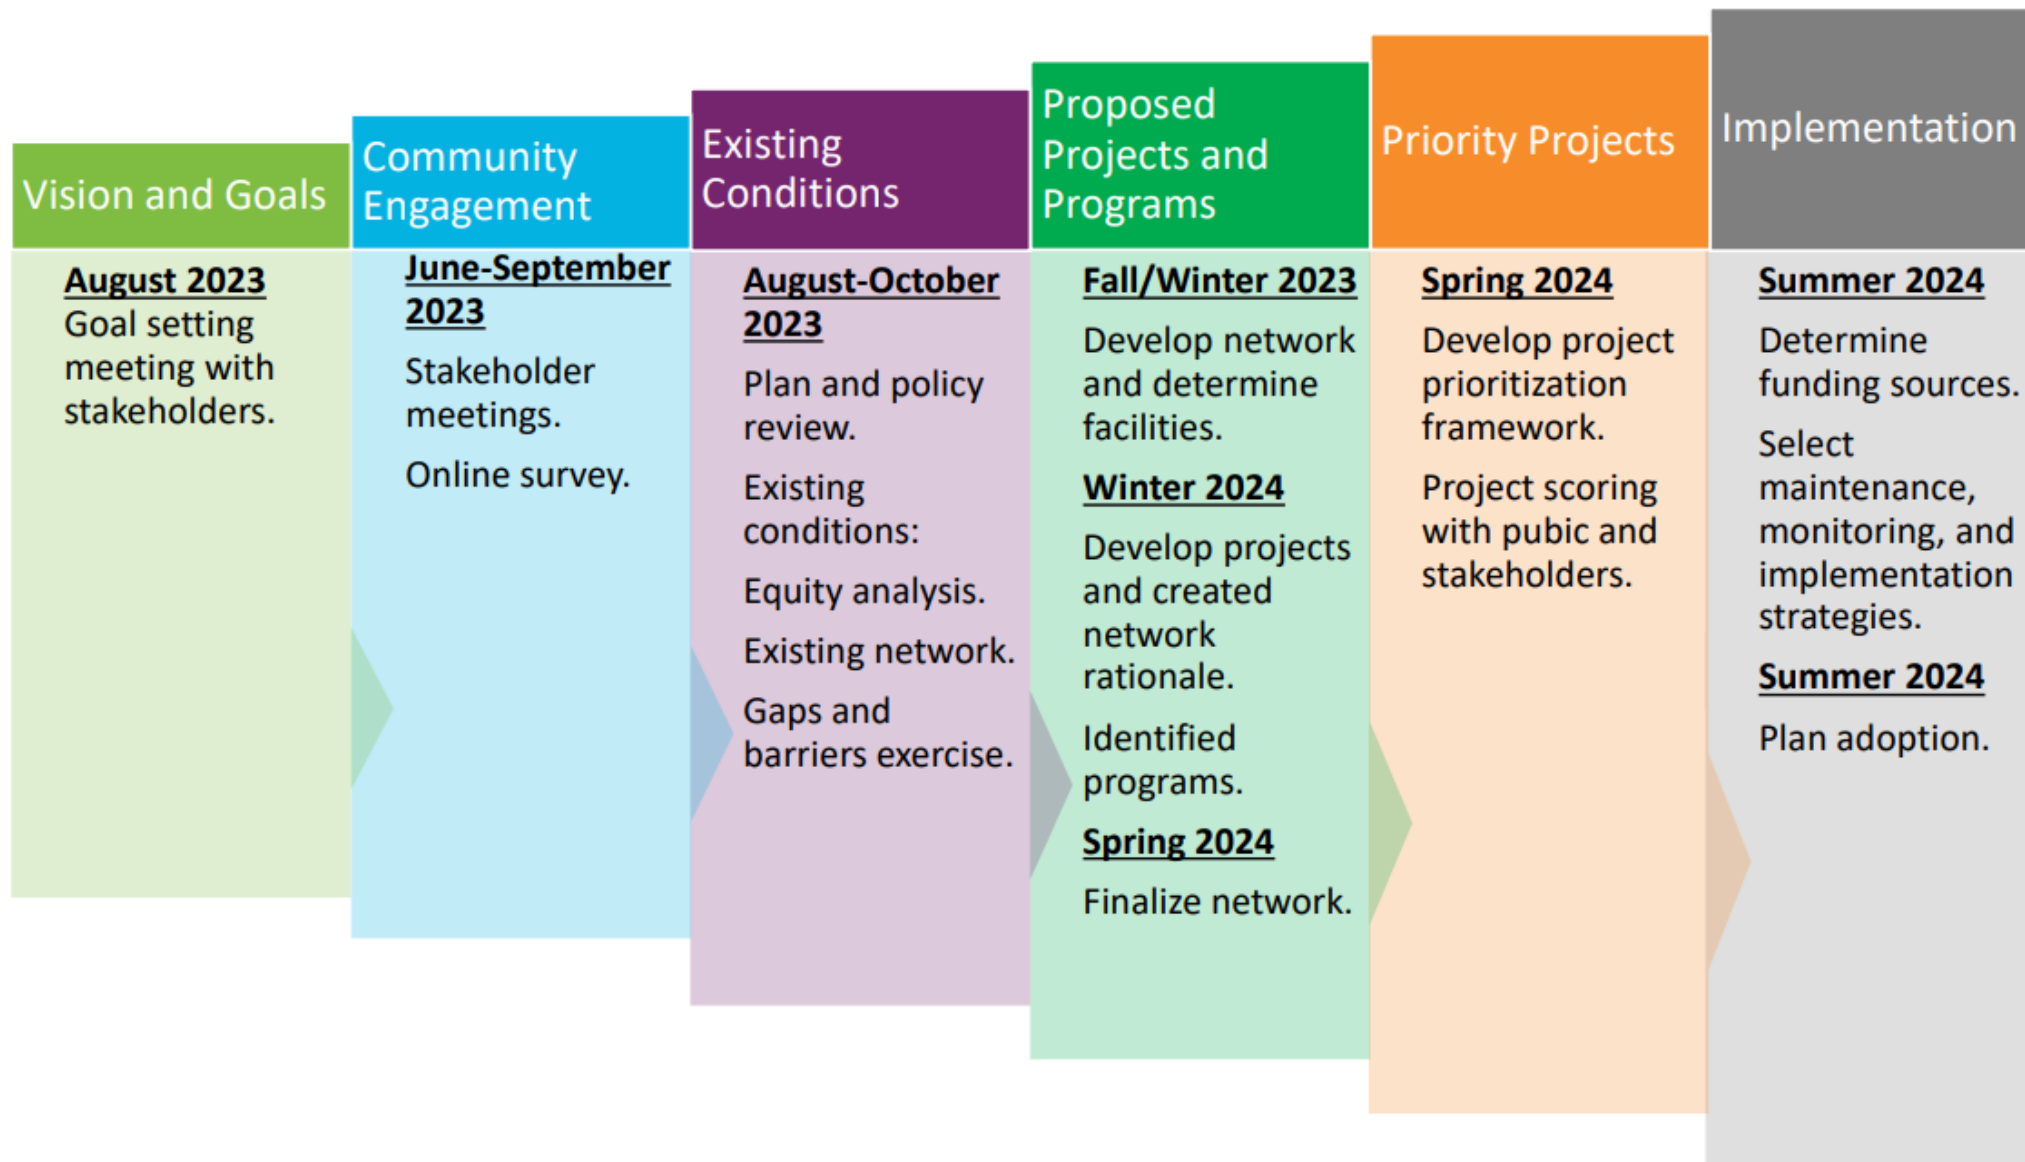 Vision and Goals
August 2023
Goal setting
meeting with
stakeholders.
Community
Engagement
June-September
2023
Stakeholder
meetings.
Online survey.
Existing
Conditions
August-October
2023
Plan and policy
review.
Existing
conditions:
Equity analysis.
Existing network.
Gaps and
barriers exercise.
Proposed
Projects and
Programs
Fall/Winter 2023
Develop network
and determine
facilities.
Winter 2024
Develop projects
and created
network
rationale.
Identified
programs.
Spring 2024
Finalize network.
Priority Projects
Spring 2024
Develop project
prioritization
framework.
Project scoring
with pubic and
stakeholders.
Implementation
Summer 2024
Determine
funding sources.
Select
maintenance,
monitoring, and
implementation
strategies.
Summer 2024
Plan adoption.